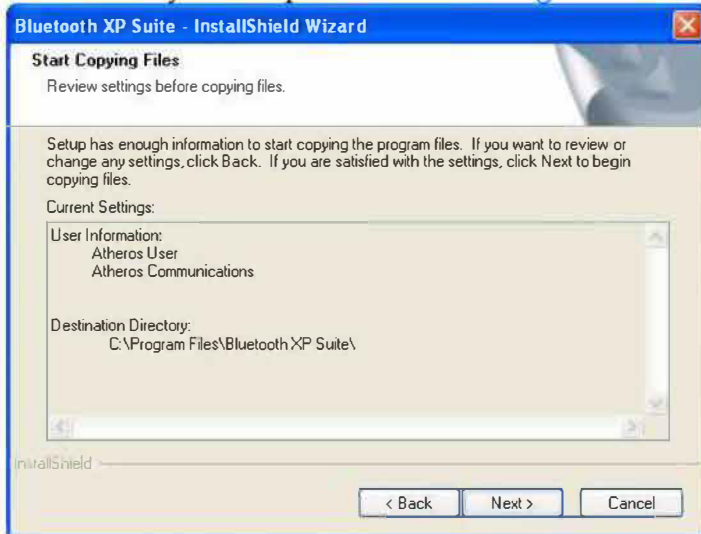 Bluetooth XP Suite - InstallShield Wizard
Start Copying Files
Review settings before copying files.
Setup has enough information to start copying the program files. If you want to review or
change any settings, click Back. If you are satisfied with the settings, click Next to begin
copying files.
Current Settings:
User Information:
Atheros User
Atheros Communications
Destination Directory:
C:\Program Files\Bluetooth XP Suite\
InstallShield
< Back Next > Cancel